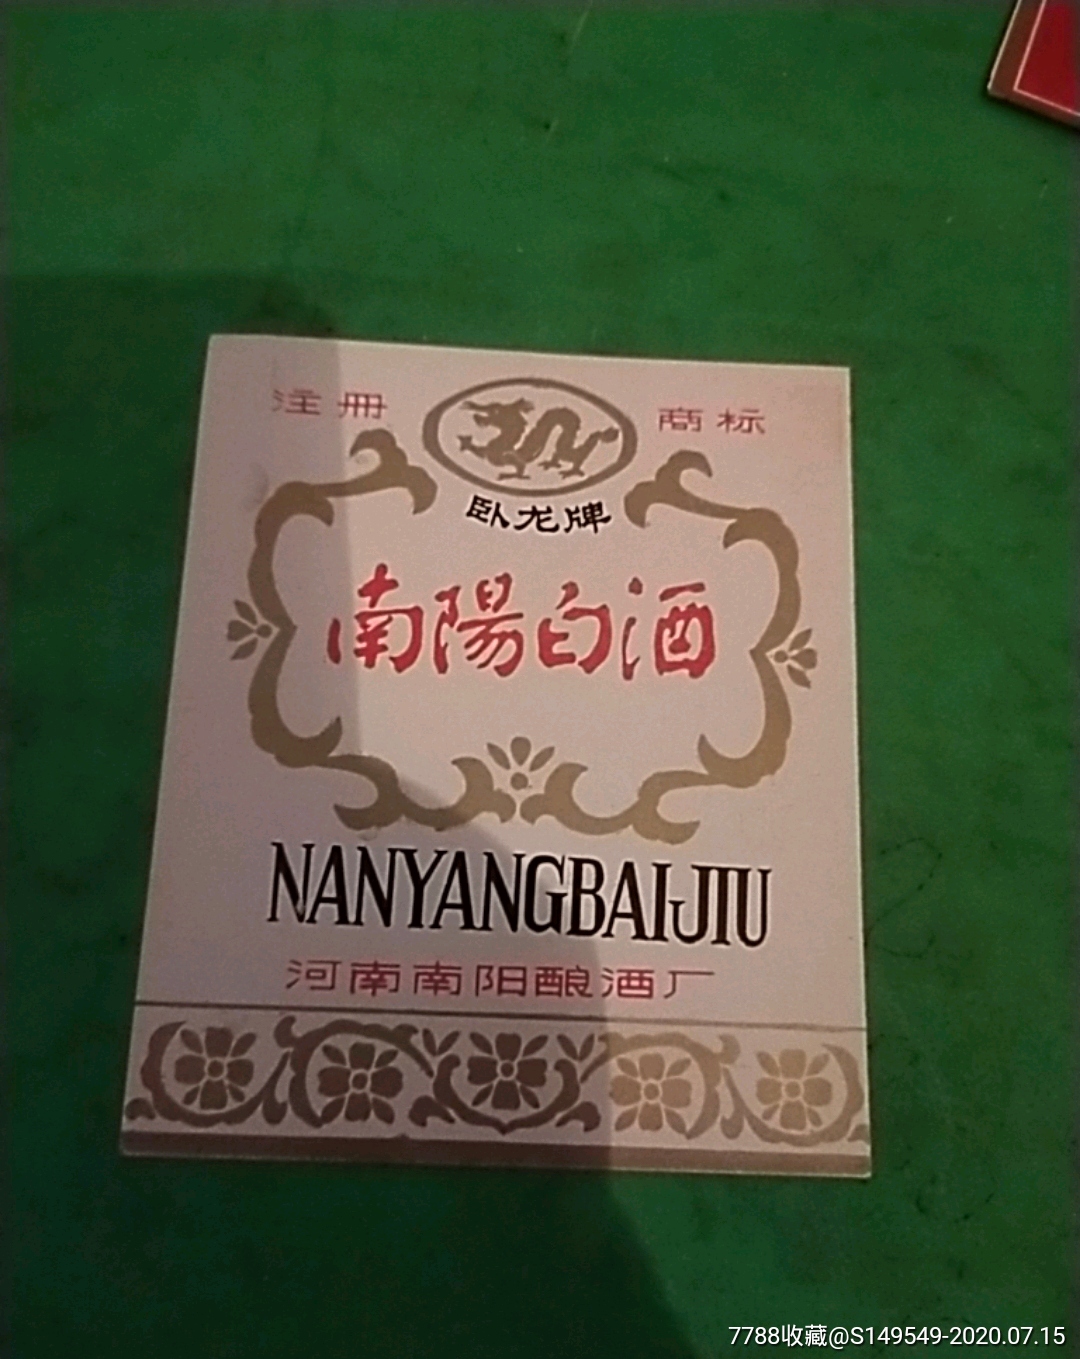 注册 商标
卧龙牌
南陽白酒
NANYANGBAIJIU
河南南阳酿酒厂
7788收藏@S149549-2020.07.15